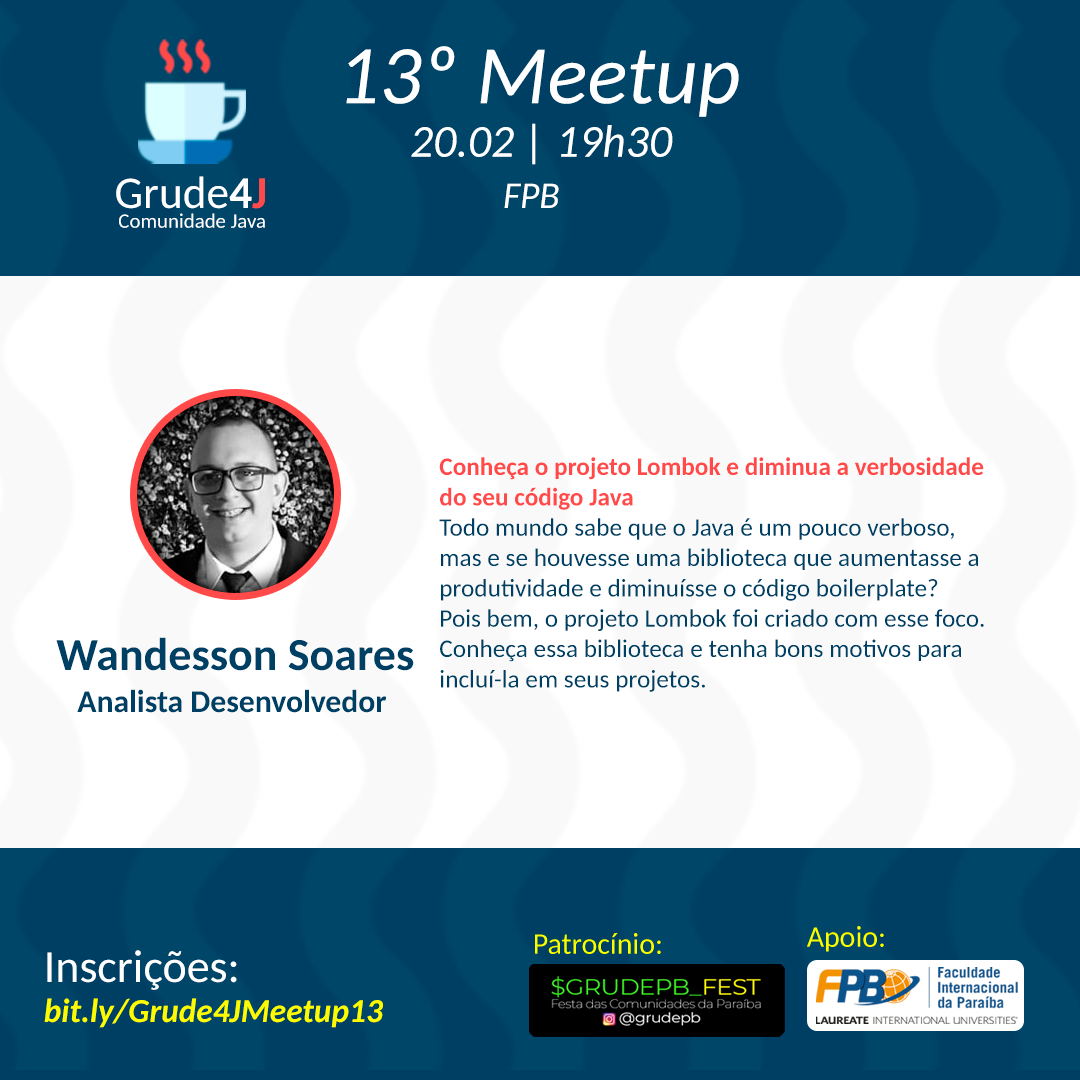 13º Meetup
20.02 | 19h30
FPB
Grude4J
Comunidade Java
Conheça o projeto Lombok e diminua a verbosidade
do seu código Java
Todo mundo sabe que o Java é um pouco verboso,
mas e se houvesse uma biblioteca que aumentasse a
produtividade e diminuísse o código boilerplate?
Pois bem, o projeto Lombok foi criado com esse foco.
Conheça essa biblioteca e tenha bons motivos para
incluí-la em seus projetos.
Wandesson Soares
Analista Desenvolvedor
Inscrições:
bit.ly/Grude4JMeetup13
Patrocínio:
$GRUDEPB_FEST
Festa das Comunidades da Paraíba
@grudepb
Apoio:
FPB
Faculdade
Internacional
da Paraíba
LAUREATE INTERNATIONAL UNIVERSITIES